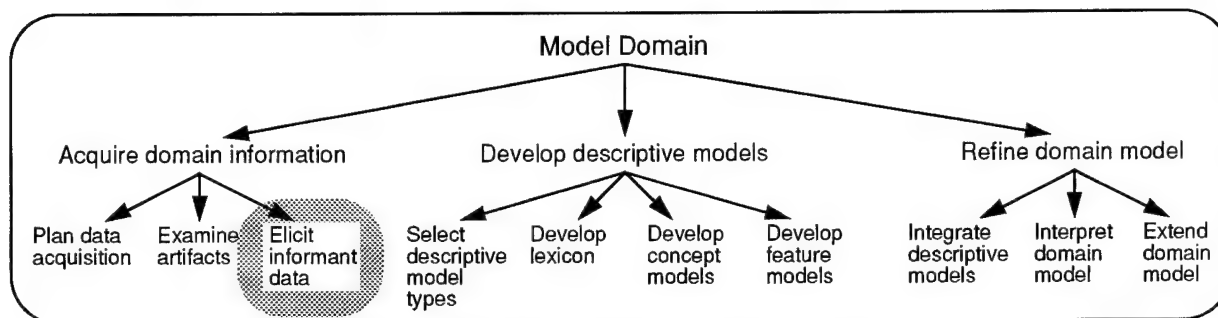 Model Domain
Acquire domain information
Develop descriptive models
Refine domain model
Plan data
acquisition
Examine
artifacts
Elicit
informant
data
Select
descriptive
model
types
Develop
lexicon
Develop
concept
models
Develop
feature
models
Integrate
descriptive
models
Interpret
domain
model
Extend
domain
model